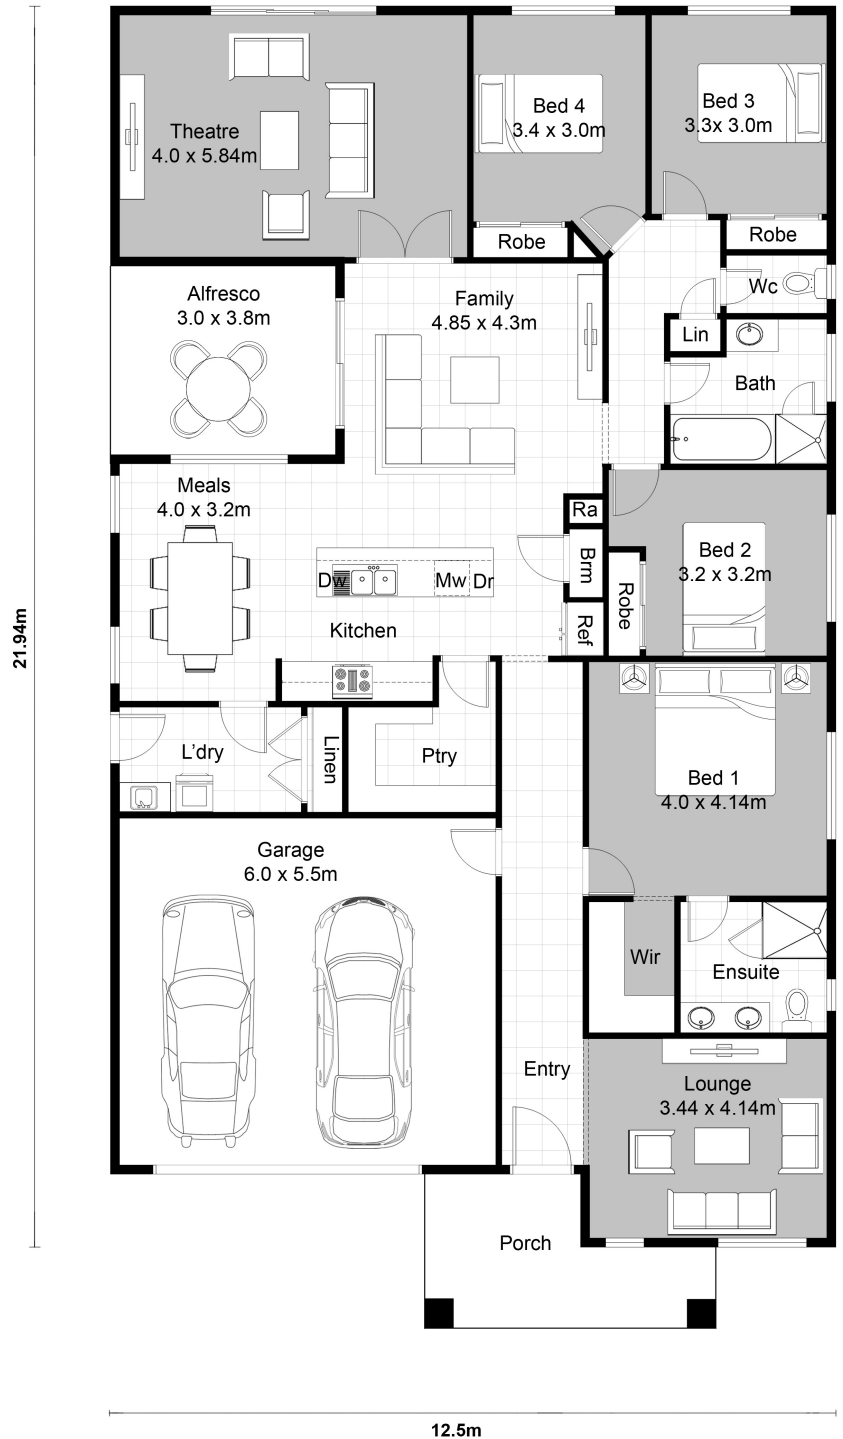 Theatre
4.0 x 5.84m
Bed 4
3.4 x 3.0m
Bed 3
3.3x 3.0m
Robe
Robe
Alfresco
3.0 x 3.8m
Family
4.85 x 4.3m
Wc
Lin
Bath
Meals
4.0 x 3.2m
Ra
Brm
Bed 2
3.2 x 3.2m
Robe
Dw
Mw
Dr
Kitchen
Ref
21.94m
L'dry
Linen
Ptry
Bed 1
4.0 x 4.14m
Garage
6.0 x 5.5m
Wir
Ensuite
Entry
Lounge
3.44 x 4.14m
Porch
12.5m